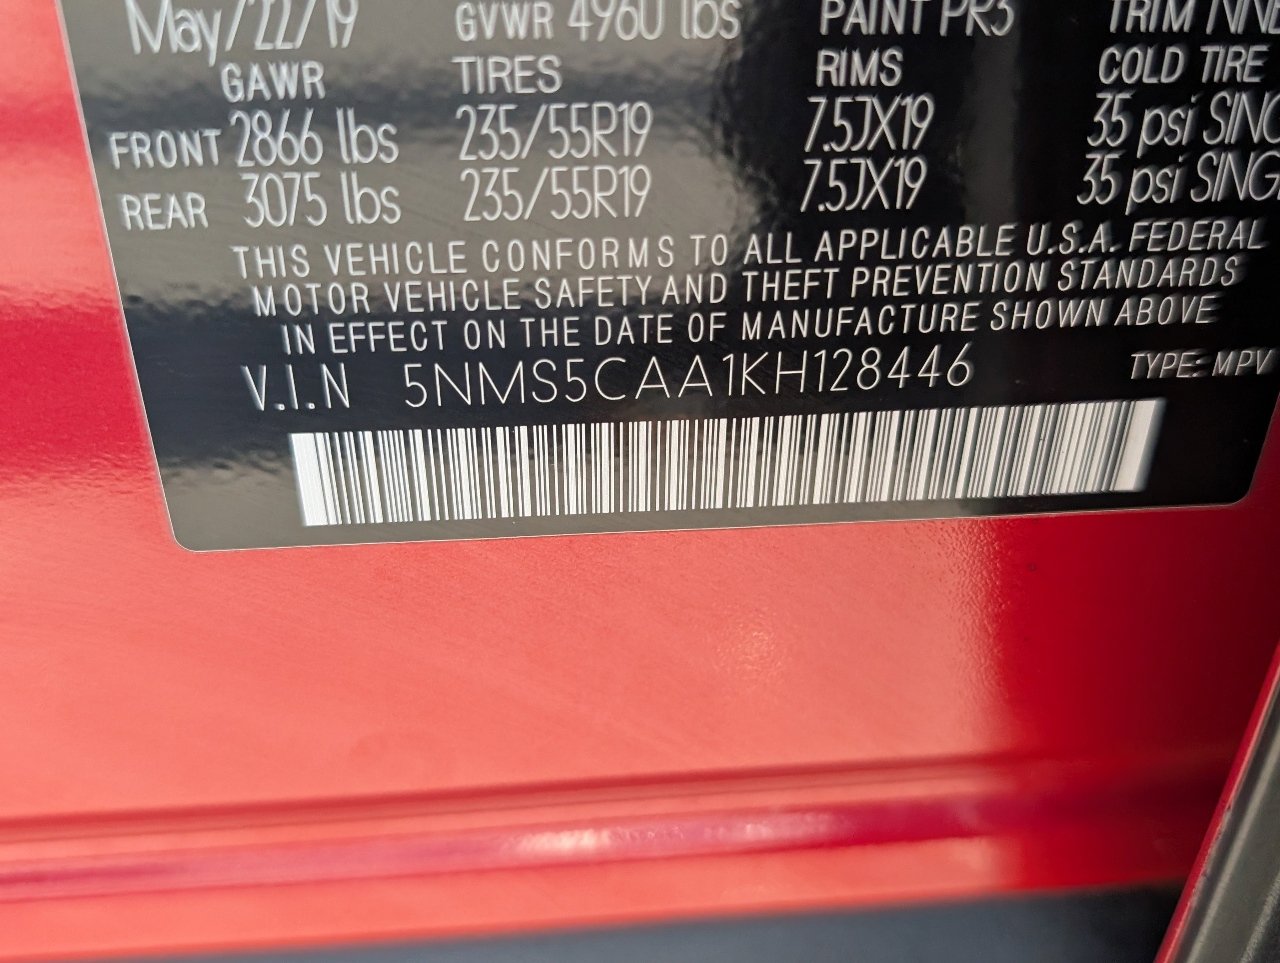 May/22/19 GVWR 4960 lbs PAINT PR3 TRIM
GAWR TIRES RIMS COLD TIRE
FRONT 2866 lbs 235/55R19 7.5JX19 35 psi
REAR 3075 lbs 235/55R19 7.5JX19 35 psi
THIS VEHICLE CONFORMS TO ALL APPLICABLE U.S.A. FEDERAL
MOTOR VEHICLE SAFETY AND THEFT PREVENTION STANDARDS
IN EFFECT ON THE DATE OF MANUFACTURE SHOWN ABOVE
V.I.N 5NMS5CAA1KH128446 TYPE: MPV